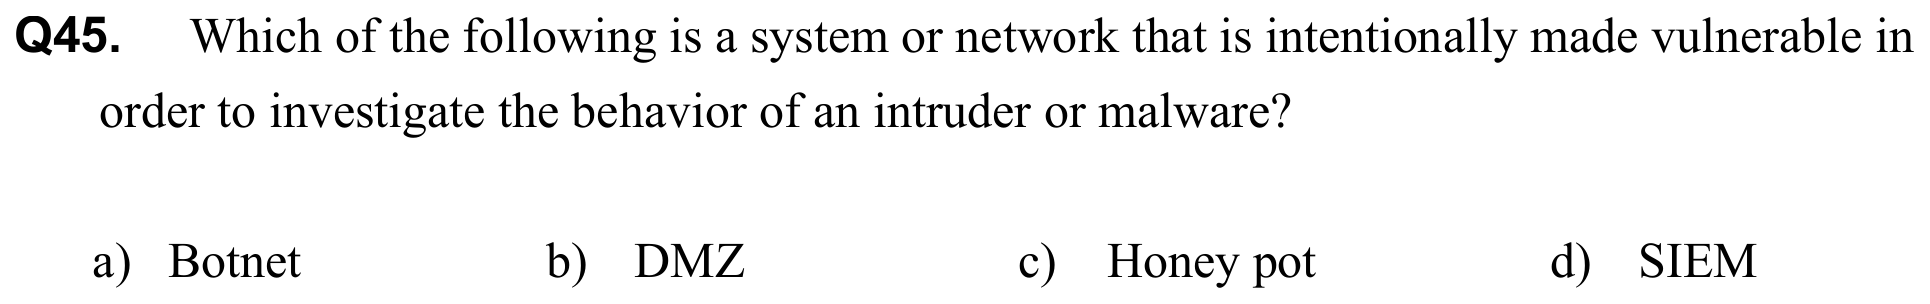 Q45. Which of the following is a system or network that is intentionally made vulnerable in
order to investigate the behavior of an intruder or malware?
a) Botnet b) DMZ c) Honey pot d) SIEM